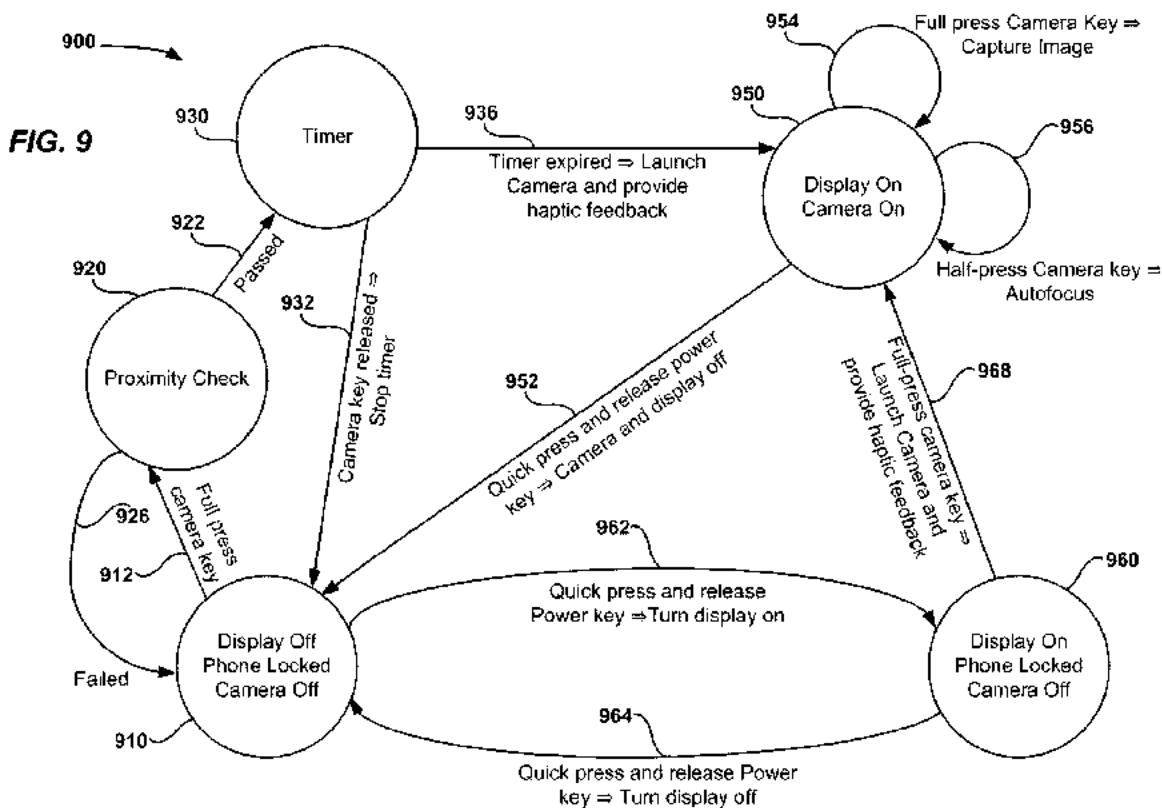 900
FIG. 9
930
Timer
936
Timer expired ⇒ Launch
Camera and provide
haptic feedback
954
Full press Camera Key ⇒
Capture Image
950
956
Display On
Camera On
Half-press Camera key ⇒
Autofocus
922
Passed
920
Proximity Check
932
Camera key released ⇒
Stop timer
952
Quick press and release power
key ⇒ Camera and display off
968
Full-press camera key ⇒
Launch Camera and
provide haptic feedback
926
912
Full press
camera key
Failed
910
Display Off
Phone Locked
Camera Off
962
Quick press and release
Power key ⇒Turn display on
960
Display On
Phone Locked
Camera Off
964
Quick press and release Power
key ⇒ Turn display off